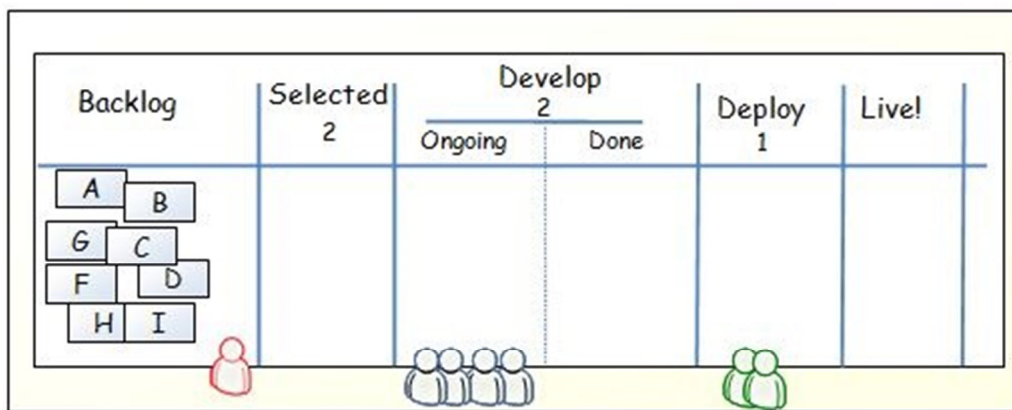 Backlog
Selected
2
Develop
2
Ongoing
Done
Deploy
1
Live!
A
B
G
C
F
D
H
I